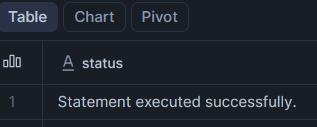 Table Chart Pivot
A status
1 Statement executed successfully.